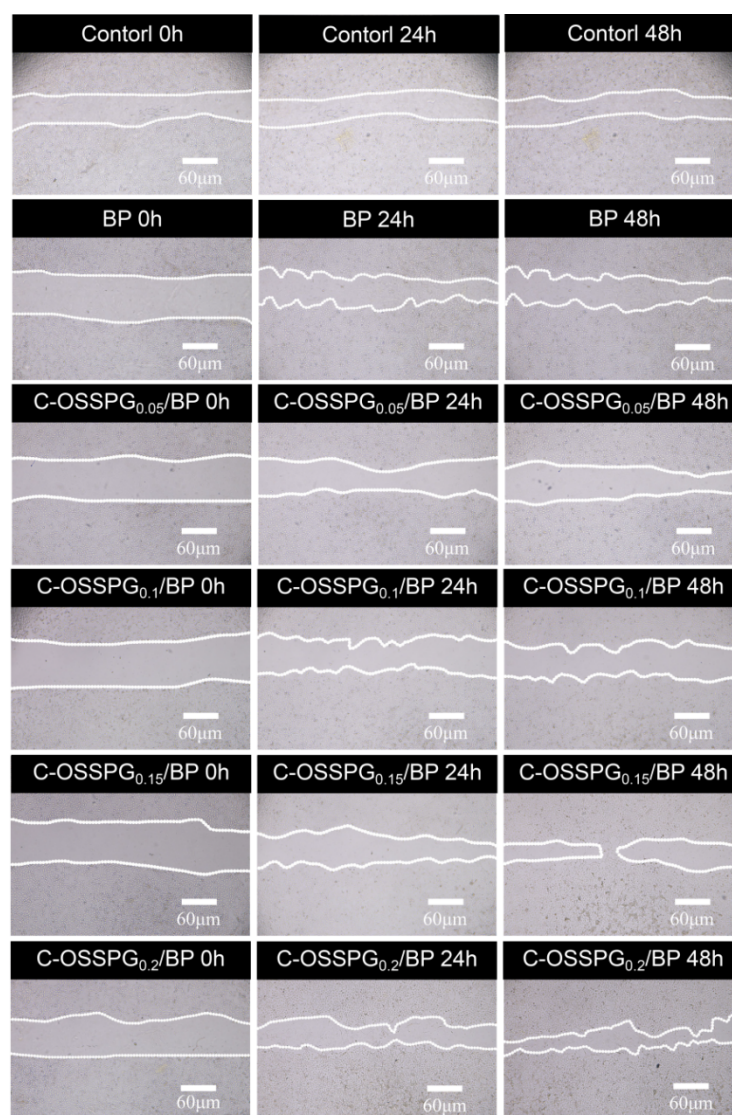 Contorl 0h
Contorl 24h
Contorl 48h
60μm
60μm
60μm
BP 0h
BP 24h
BP 48h
60μm
60μm
60μm
C-OSSPG0.05/BP 0h
C-OSSPG0.05/BP 24h
C-OSSPG0.05/BP 48h
60μm
60μm
60μm
C-OSSPG0.1/BP 0h
C-OSSPG0.1/BP 24h
C-OSSPG0.1/BP 48h
60μm
60μm
60μm
C-OSSPG0.15/BP 0h
C-OSSPG0.15/BP 24h
C-OSSPG0.15/BP 48h
60μm
60μm
60μm
C-OSSPG0.2/BP 0h
C-OSSPG0.2/BP 24h
C-OSSPG0.2/BP 48h
60μm
60μm
60μm